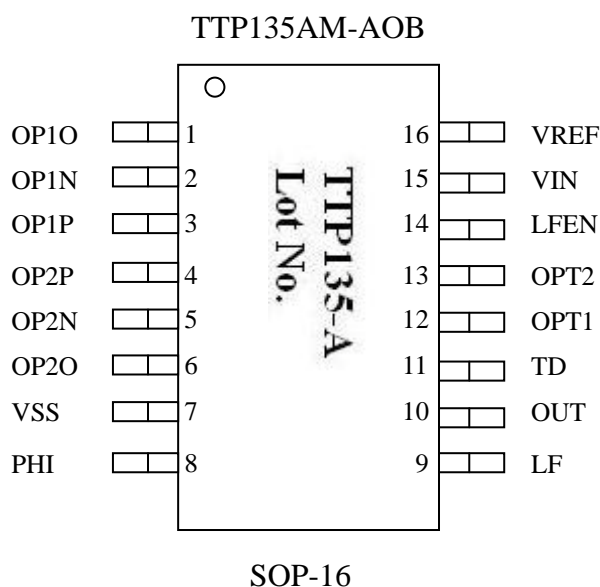 TTP135AM-AOB
OP1O 1 16 VREF
OP1N 2 15 VIN
OP1P 3 14 LFEN
OP2P 4 13 OPT2
OP2N 5 12 OPT1
OP2O 6 11 TD
VSS 7 10 OUT
PHI 8 9 LF
TTP135-A
Lot No.
SOP-16